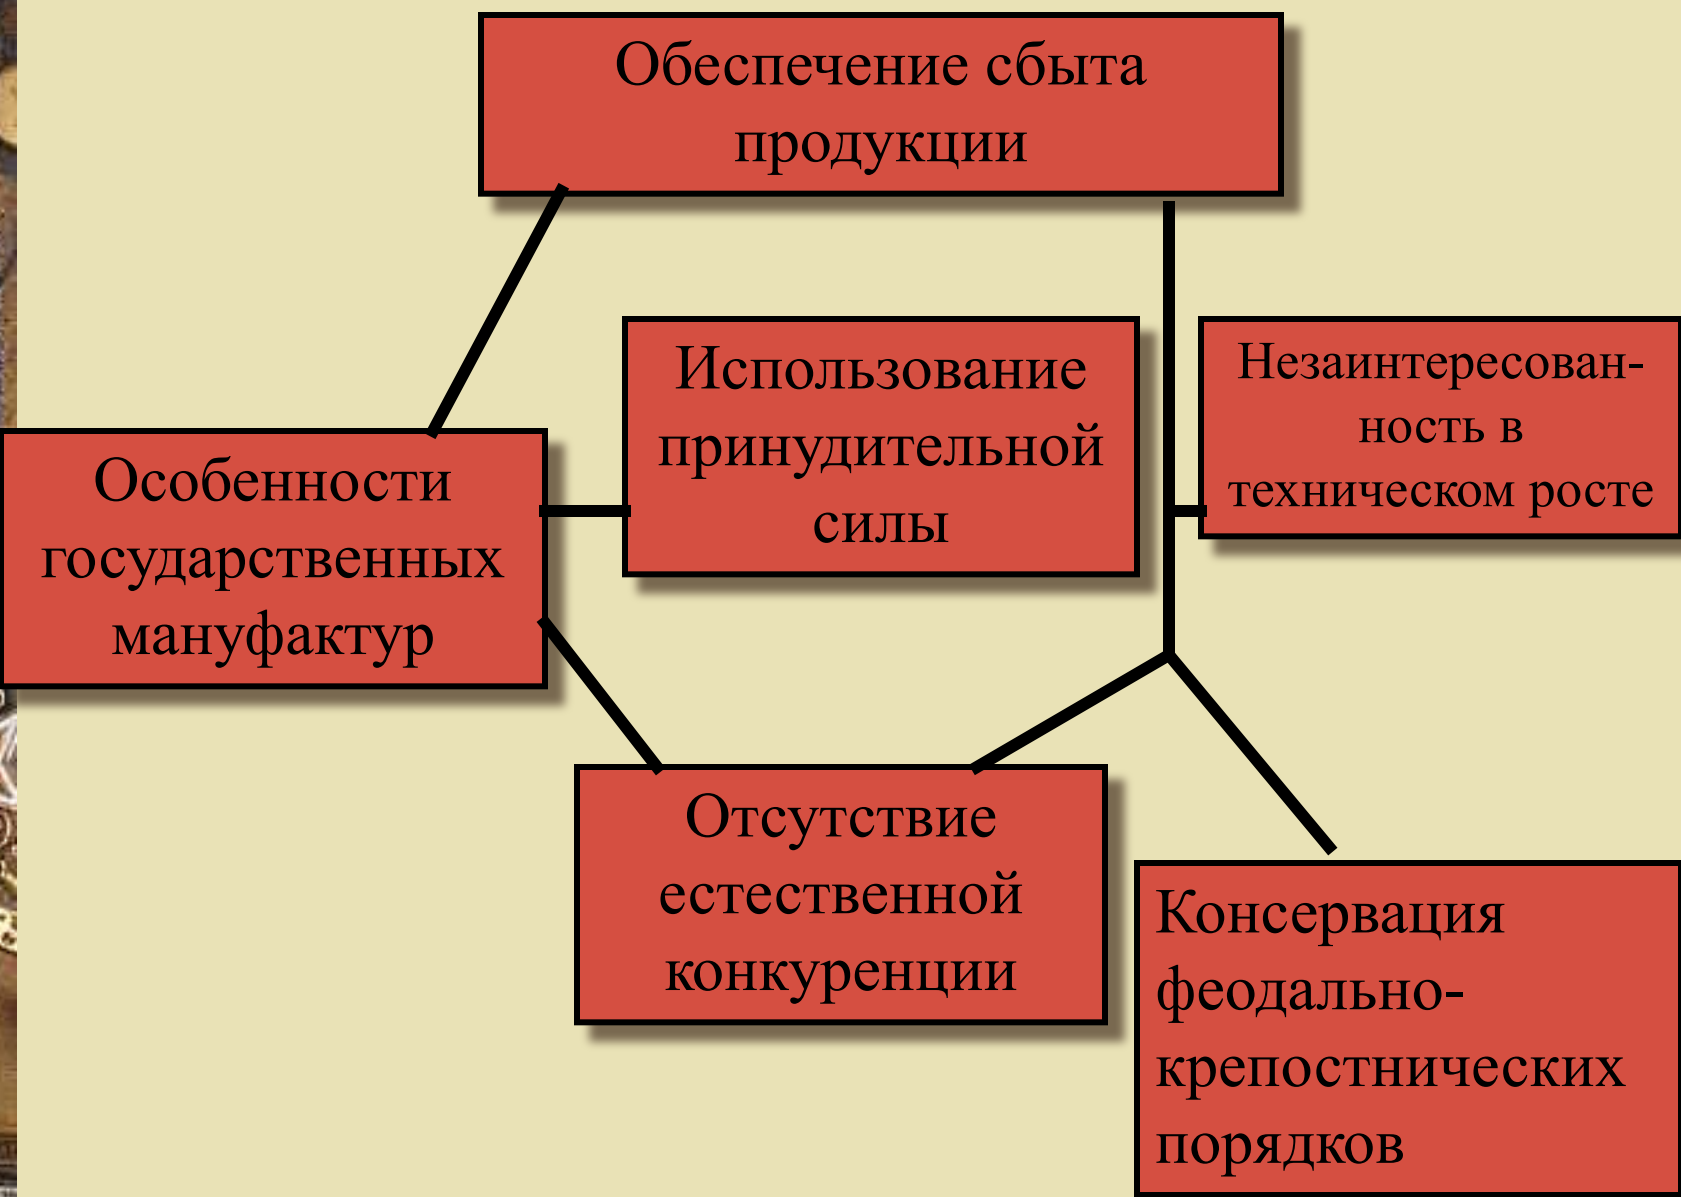 Обеспечение сбыта
продукции
Использование
принудительной
силы
Незаинтересован-
ность в
техническом росте
Особенности
государственных
мануфактур
Отсутствие
естественной
конкуренции
Консервация
феодально-
крепостнических
порядков